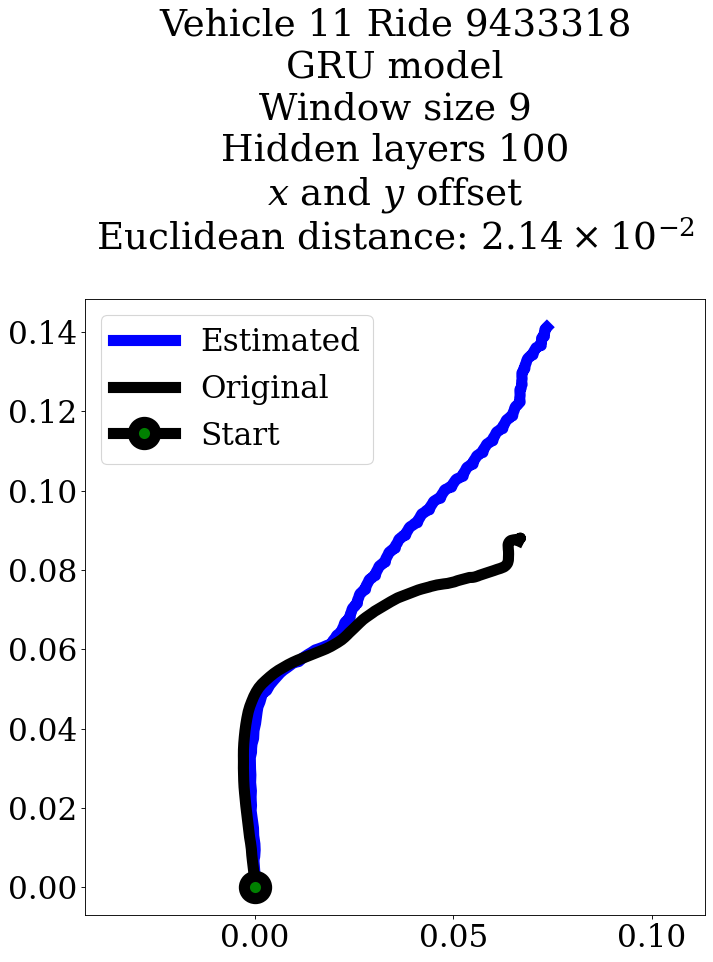 Vehicle 11 Ride 9433318
GRU model
Window size 9
Hidden layers 100
x and y offset
Euclidean distance: 2.14 × 10⁻²
Estimated
Original
Start
0.14
0.12
0.10
0.08
0.06
0.04
0.02
0.00
0.00 0.05 0.10